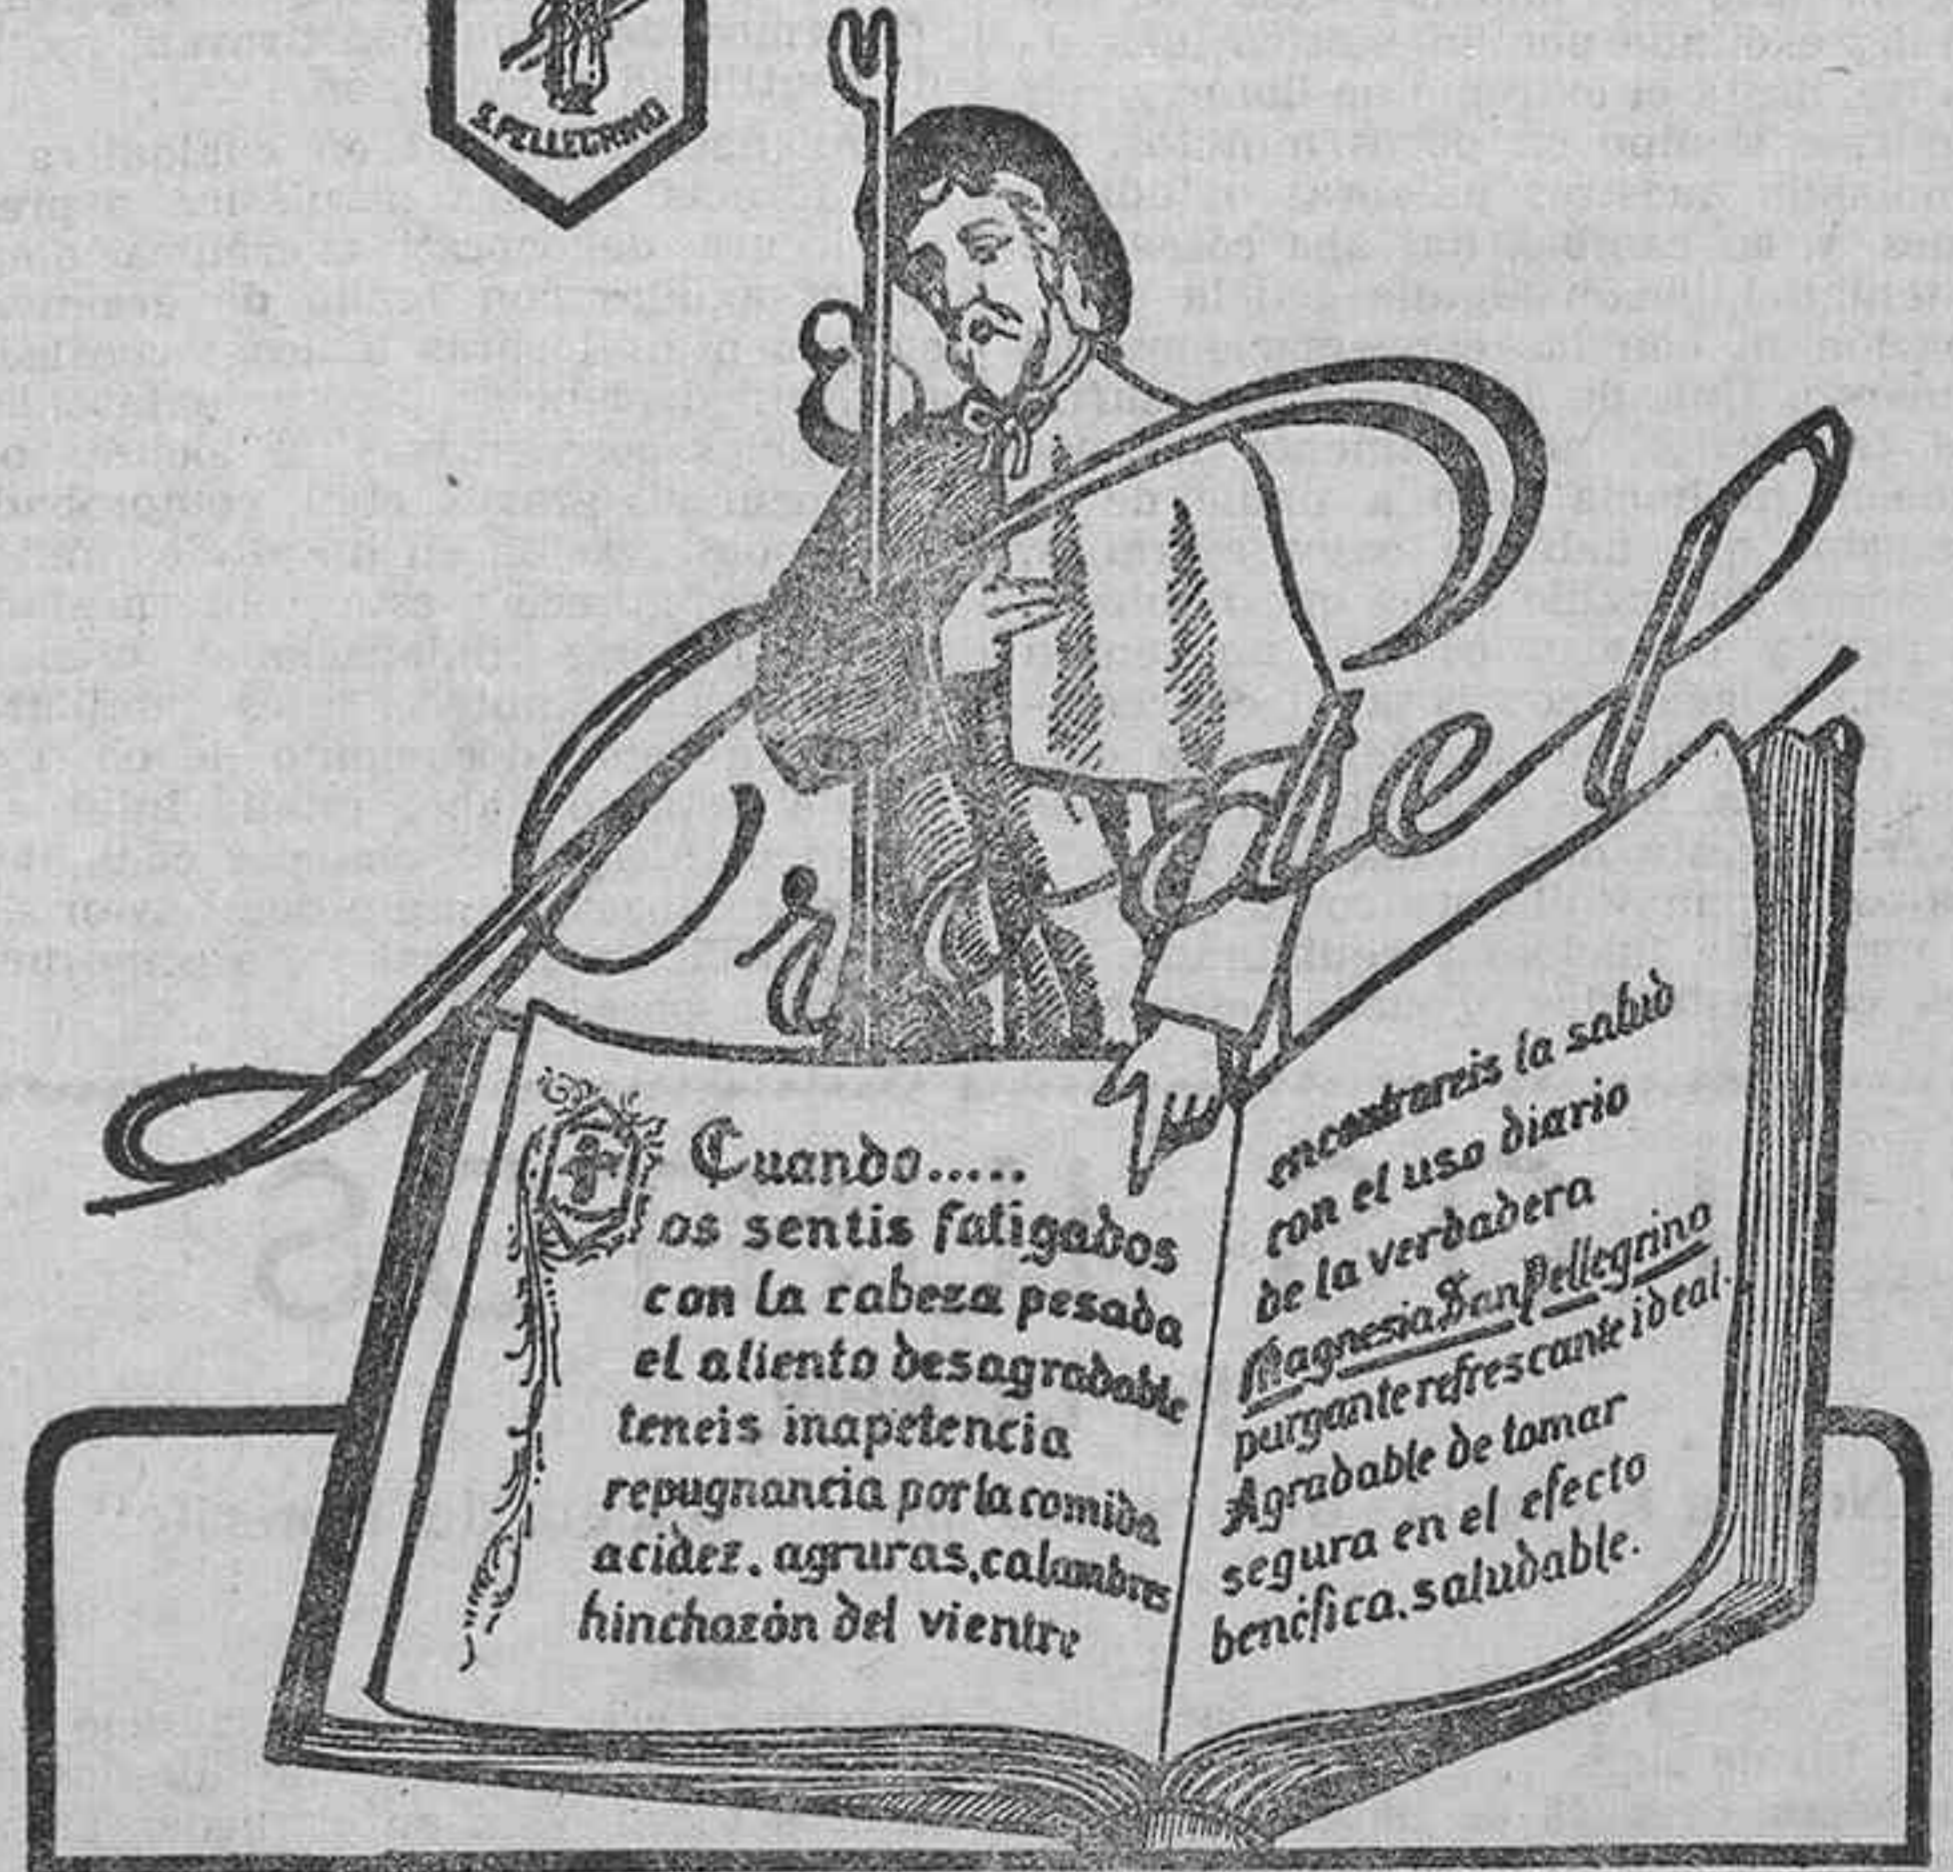 S. PELLEGRINO
Prodel
Cuando.....
os sentis fatigados
con la cabeza pesada
el aliento desagradable
teneis inapetencia
repugnancia por la comida
acidez. agruras, calambres
hinchazón del vientre
encontrareis la salud
con el uso diario
de la verdadera
Magnesia San Pellegrino
purgante refrescante ideal.
Agradable de tomar
segura en el efecto
benéfica. saludable.